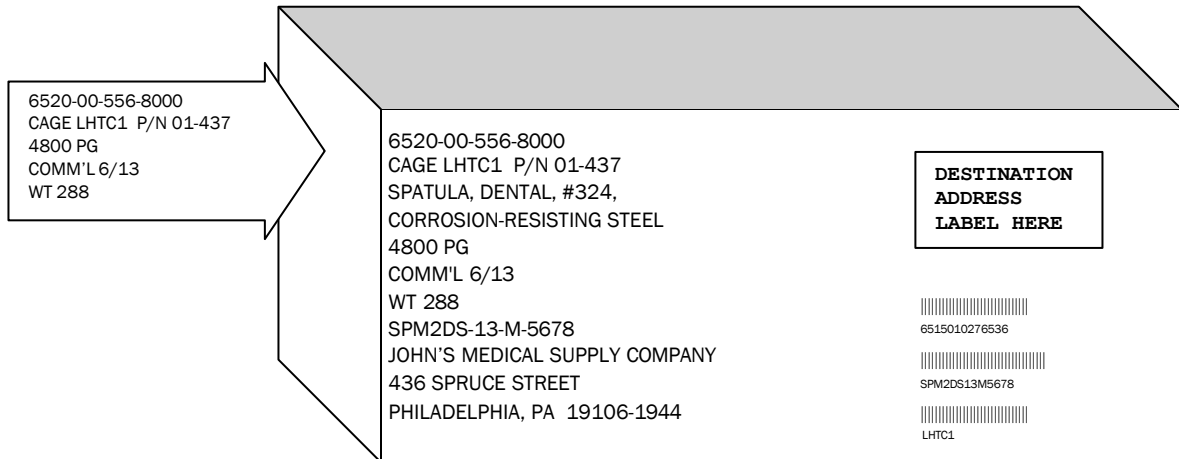 6520-00-556-8000
CAGE LHTC1  P/N 01-437
4800 PG
COMM’L 6/13
WT 288
6520-00-556-8000
CAGE LHTC1  P/N 01-437
SPATULA, DENTAL, #324,
CORROSION-RESISTING STEEL
4800 PG
COMM'L 6/13
WT 288
SPM2DS-13-M-5678
JOHN’S MEDICAL SUPPLY COMPANY
436 SPRUCE STREET
PHILADELPHIA, PA  19106-1944
DESTINATION
ADDRESS
LABEL HERE
6515010276536
SPM2DS13M5678
LHTC1